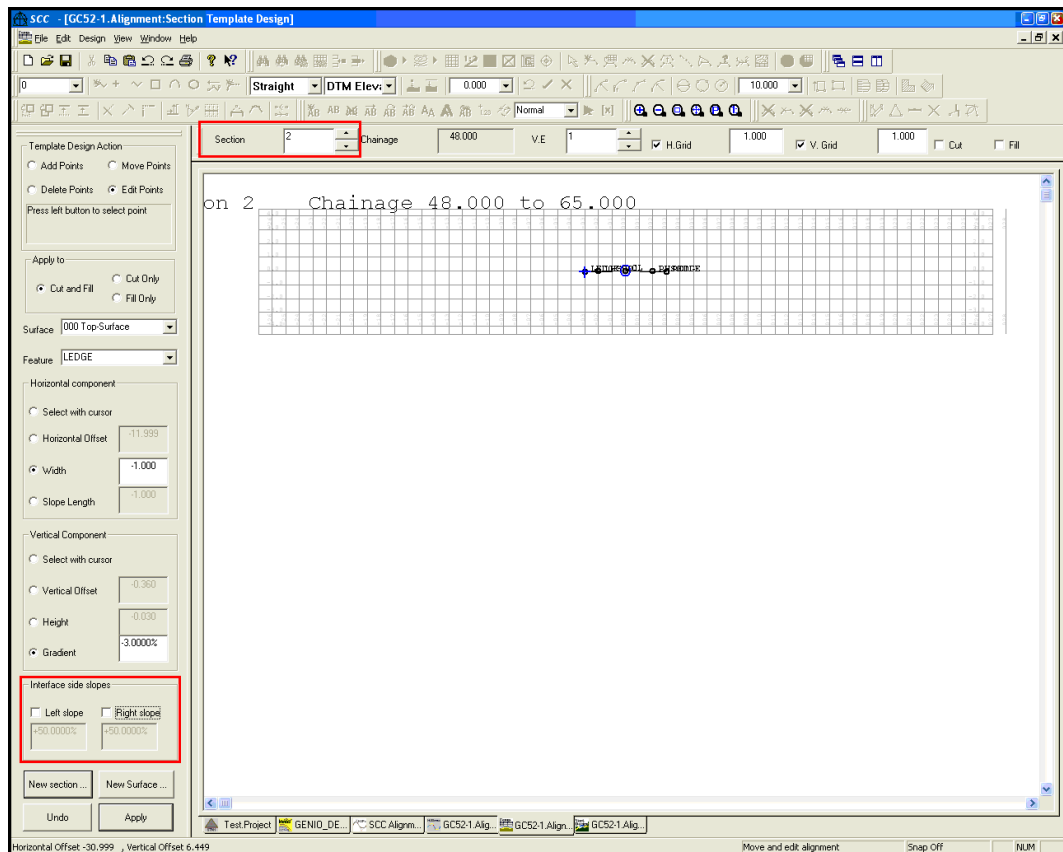 SCC - [GC52-1.Alignment:Section Template Design]
File Edit Design View Window Help
0 Straight DTM Elev: 0.000 10.000
Normal
Section 2 Chainage 48.000 V.E 1 H.Grid 1.000 V. Grid 1.000 Cut Fill
Template Design Action
Add Points Move Points
Delete Points Edit Points
Press left button to select point
Apply to
Cut and Fill
Cut Only
Fill Only
Surface 000 Top-Surface
Feature LEDGE
Horizontal component
Select with cursor
Horizontal Offset -11.999
Width -1.000
Slope Length -1.000
Vertical Component
Select with cursor
Vertical Offset -0.360
Height -0.030
Gradient -3.0000%
Interface side slopes
Left slope Right slope
+50.0000% +50.0000%
New section ... New Surface ...
Undo Apply
on 2 Chainage 48.000 to 65.000
Test.Project GENIO_DE... SCC Alignm... GC52-1.Alig... GC52-1.Align... GC52-1.Alig...
Horizontal Offset -30.999 , Vertical Offset 6.449 Move and edit alignment Snap Off NUM